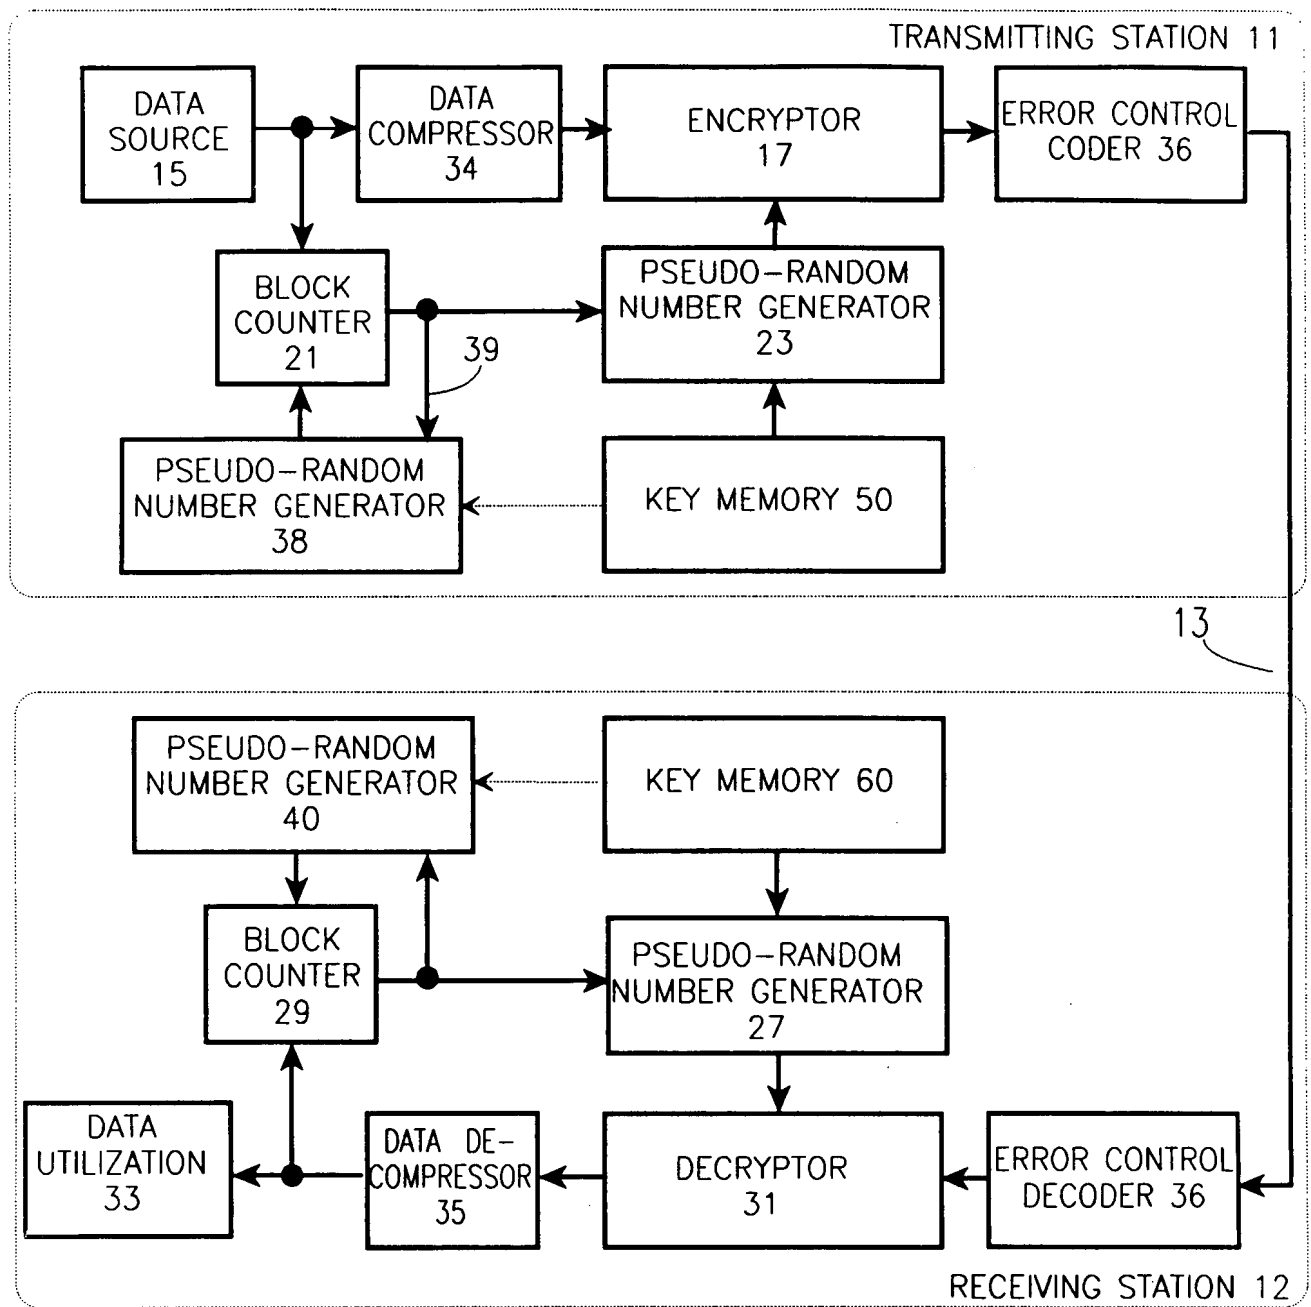 TRANSMITTING STATION 11
DATA
SOURCE
15
DATA
COMPRESSOR
34
ENCRYPTOR
17
ERROR CONTROL
CODER 36
BLOCK
COUNTER
21
PSEUDO-RANDOM
NUMBER GENERATOR
23
39
PSEUDO-RANDOM
NUMBER GENERATOR
38
KEY MEMORY 50
13
PSEUDO-RANDOM
NUMBER GENERATOR
40
KEY MEMORY 60
BLOCK
COUNTER
29
PSEUDO-RANDOM
NUMBER GENERATOR
27
DATA
UTILIZATION
33
DATA DE-
COMPRESSOR
35
DECRYPTOR
31
ERROR CONTROL
DECODER 36
RECEIVING STATION 12